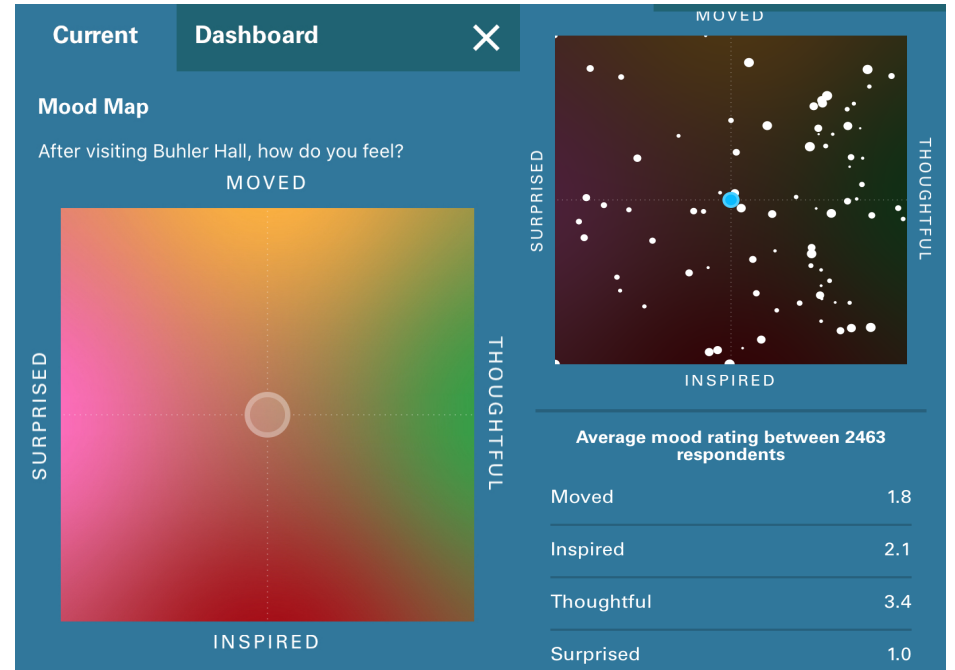 Current
Dashboard
Mood Map
After visiting Buhler Hall, how do you feel?
MOVED
SURPRISED
THOUGHTFUL
INSPIRED
MOVED
SURPRISED
THOUGHTFUL
INSPIRED
Average mood rating between 2463
respondents
Moved 1.8
Inspired 2.1
Thoughtful 3.4
Surprised 1.0